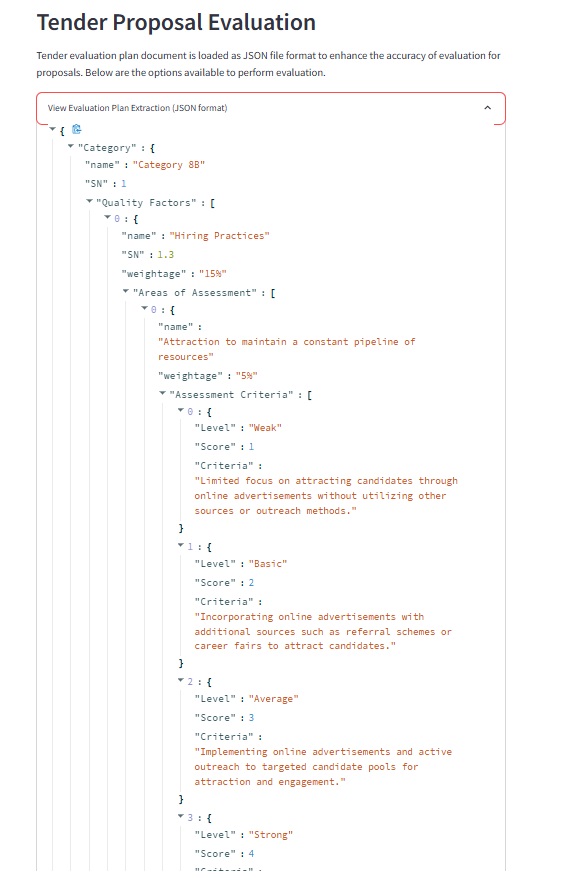 Tender Proposal Evaluation
Tender evaluation plan document is loaded as JSON file format to enhance the accuracy of evaluation for
proposals. Below are the options available to perform evaluation.
View Evaluation Plan Extraction (JSON format)
{
"Category" : {
"name" : "Category 8B"
"SN" : 1
"Quality Factors" : [
0 : {
"name" : "Hiring Practices"
"SN" : 1.3
"weightage" : "15%"
"Areas of Assessment" : [
0 : {
"name" :
"Attraction to maintain a constant pipeline of
resources"
"weightage" : "5%"
"Assessment Criteria" : [
0 : {
"Level" : "Weak"
"Score" : 1
"Criteria" :
"Limited focus on attracting candidates through
online advertisements without utilizing other
sources or outreach methods."
}
1 : {
"Level" : "Basic"
"Score" : 2
"Criteria" :
"Incorporating online advertisements with
additional sources such as referral schemes or
career fairs to attract candidates."
}
2 : {
"Level" : "Average"
"Score" : 3
"Criteria" :
"Implementing online advertisements and active
outreach to targeted candidate pools for
attraction and engagement."
}
3 : {
"Level" : "Strong"
"Score" : 4
"Criteria" :